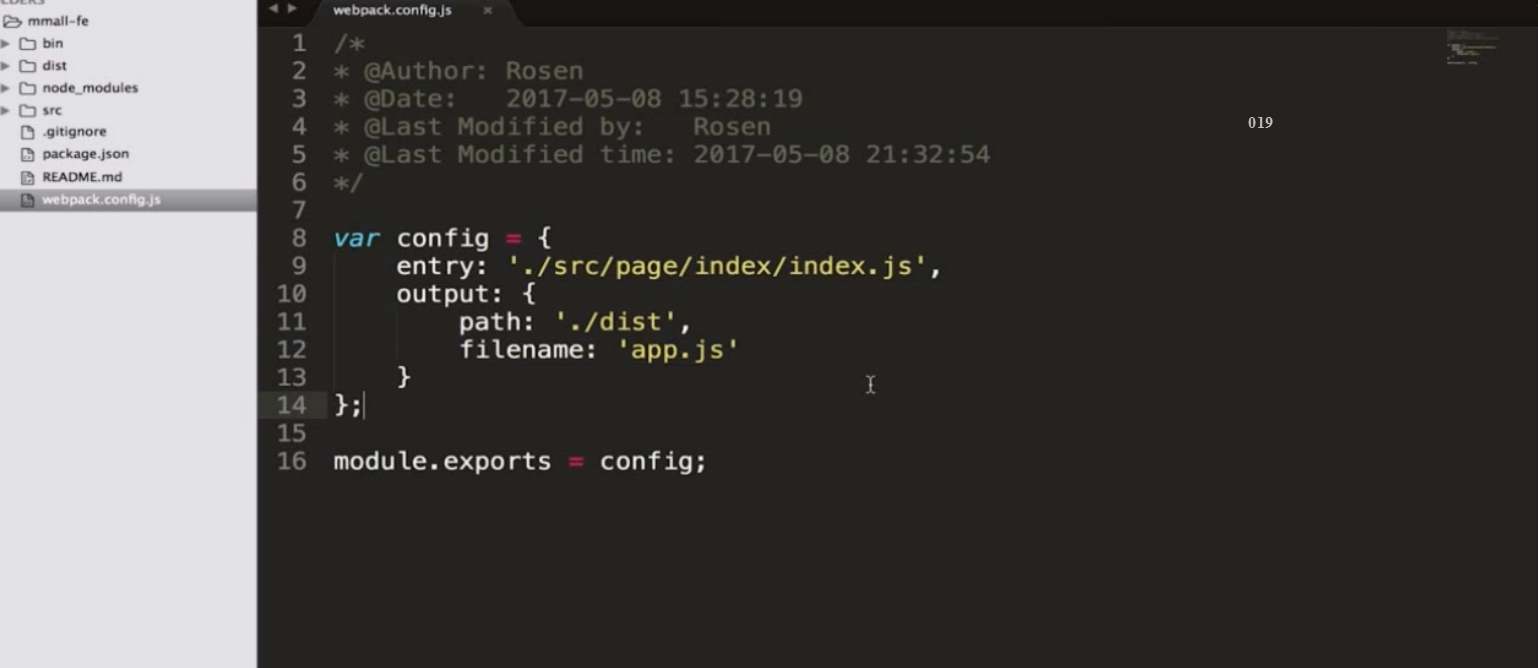 mmall-fe
bin
dist
node_modules
src
.gitignore
package.json
README.md
webpack.config.js
webpack.config.js ×
1 /*
2 * @Author: Rosen
3 * @Date:   2017-05-08 15:28:19
4 * @Last Modified by:   Rosen
5 * @Last Modified time: 2017-05-08 21:32:54
6 */
7
8 var config = {
9     entry: './src/page/index/index.js',
10     output: {
11         path: './dist',
12         filename: 'app.js'
13     }
14 };
15
16 module.exports = config;
019